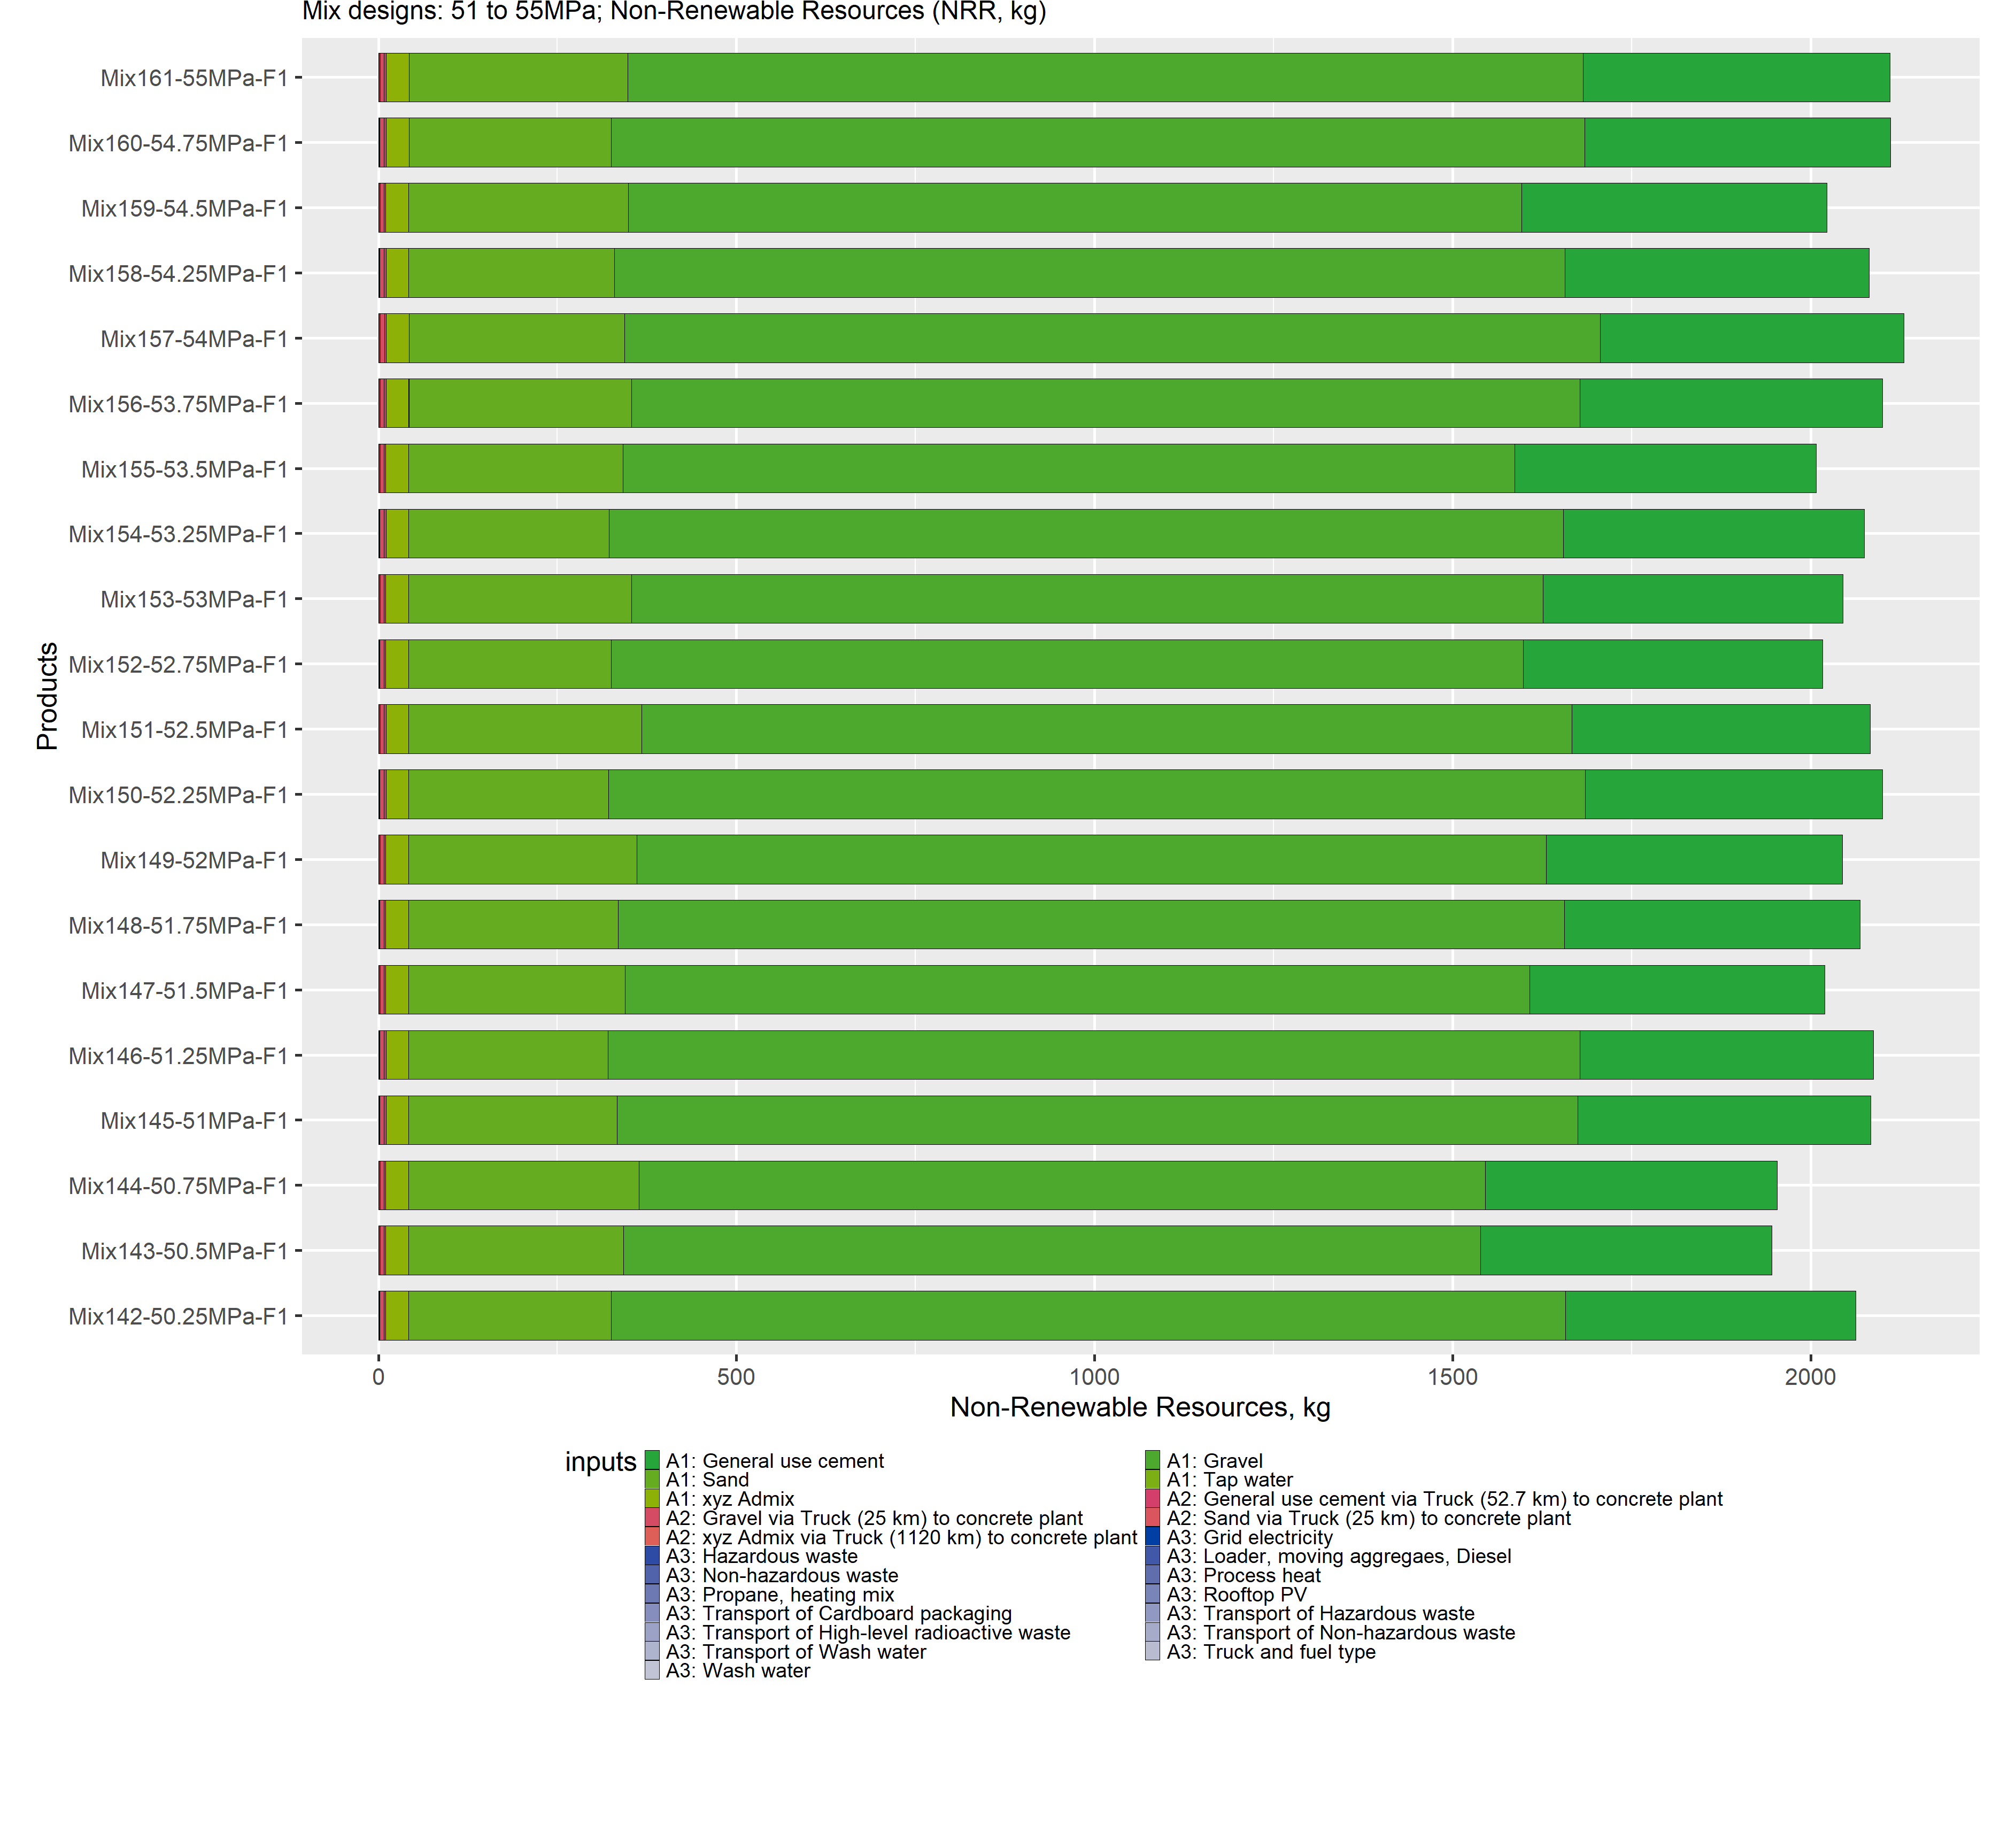 Mix designs: 51 to 55MPa; Non-Renewable Resources (NRR, kg)
Mix161-55MPa-F1
Mix160-54.75MPa-F1
Mix159-54.5MPa-F1
Mix158-54.25MPa-F1
Mix157-54MPa-F1
Mix156-53.75MPa-F1
Mix155-53.5MPa-F1
Mix154-53.25MPa-F1
Mix153-53MPa-F1
Mix152-52.75MPa-F1
Mix151-52.5MPa-F1
Mix150-52.25MPa-F1
Mix149-52MPa-F1
Mix148-51.75MPa-F1
Mix147-51.5MPa-F1
Mix146-51.25MPa-F1
Mix145-51MPa-F1
Mix144-50.75MPa-F1
Mix143-50.5MPa-F1
Mix142-50.25MPa-F1
Products
0 500 1000 1500 2000
Non-Renewable Resources, kg
inputs
A1: General use cement A1: Gravel
A1: Sand A1: Tap water
A1: xyz Admix A2: General use cement via Truck (52.7 km) to concrete plant
A2: Gravel via Truck (25 km) to concrete plant A2: Sand via Truck (25 km) to concrete plant
A2: xyz Admix via Truck (1120 km) to concrete plant A3: Grid electricity
A3: Hazardous waste A3: Loader, moving aggregaes, Diesel
A3: Non-hazardous waste A3: Process heat
A3: Propane, heating mix A3: Rooftop PV
A3: Transport of Cardboard packaging A3: Transport of Hazardous waste
A3: Transport of High-level radioactive waste A3: Transport of Non-hazardous waste
A3: Transport of Wash water A3: Truck and fuel type
A3: Wash water